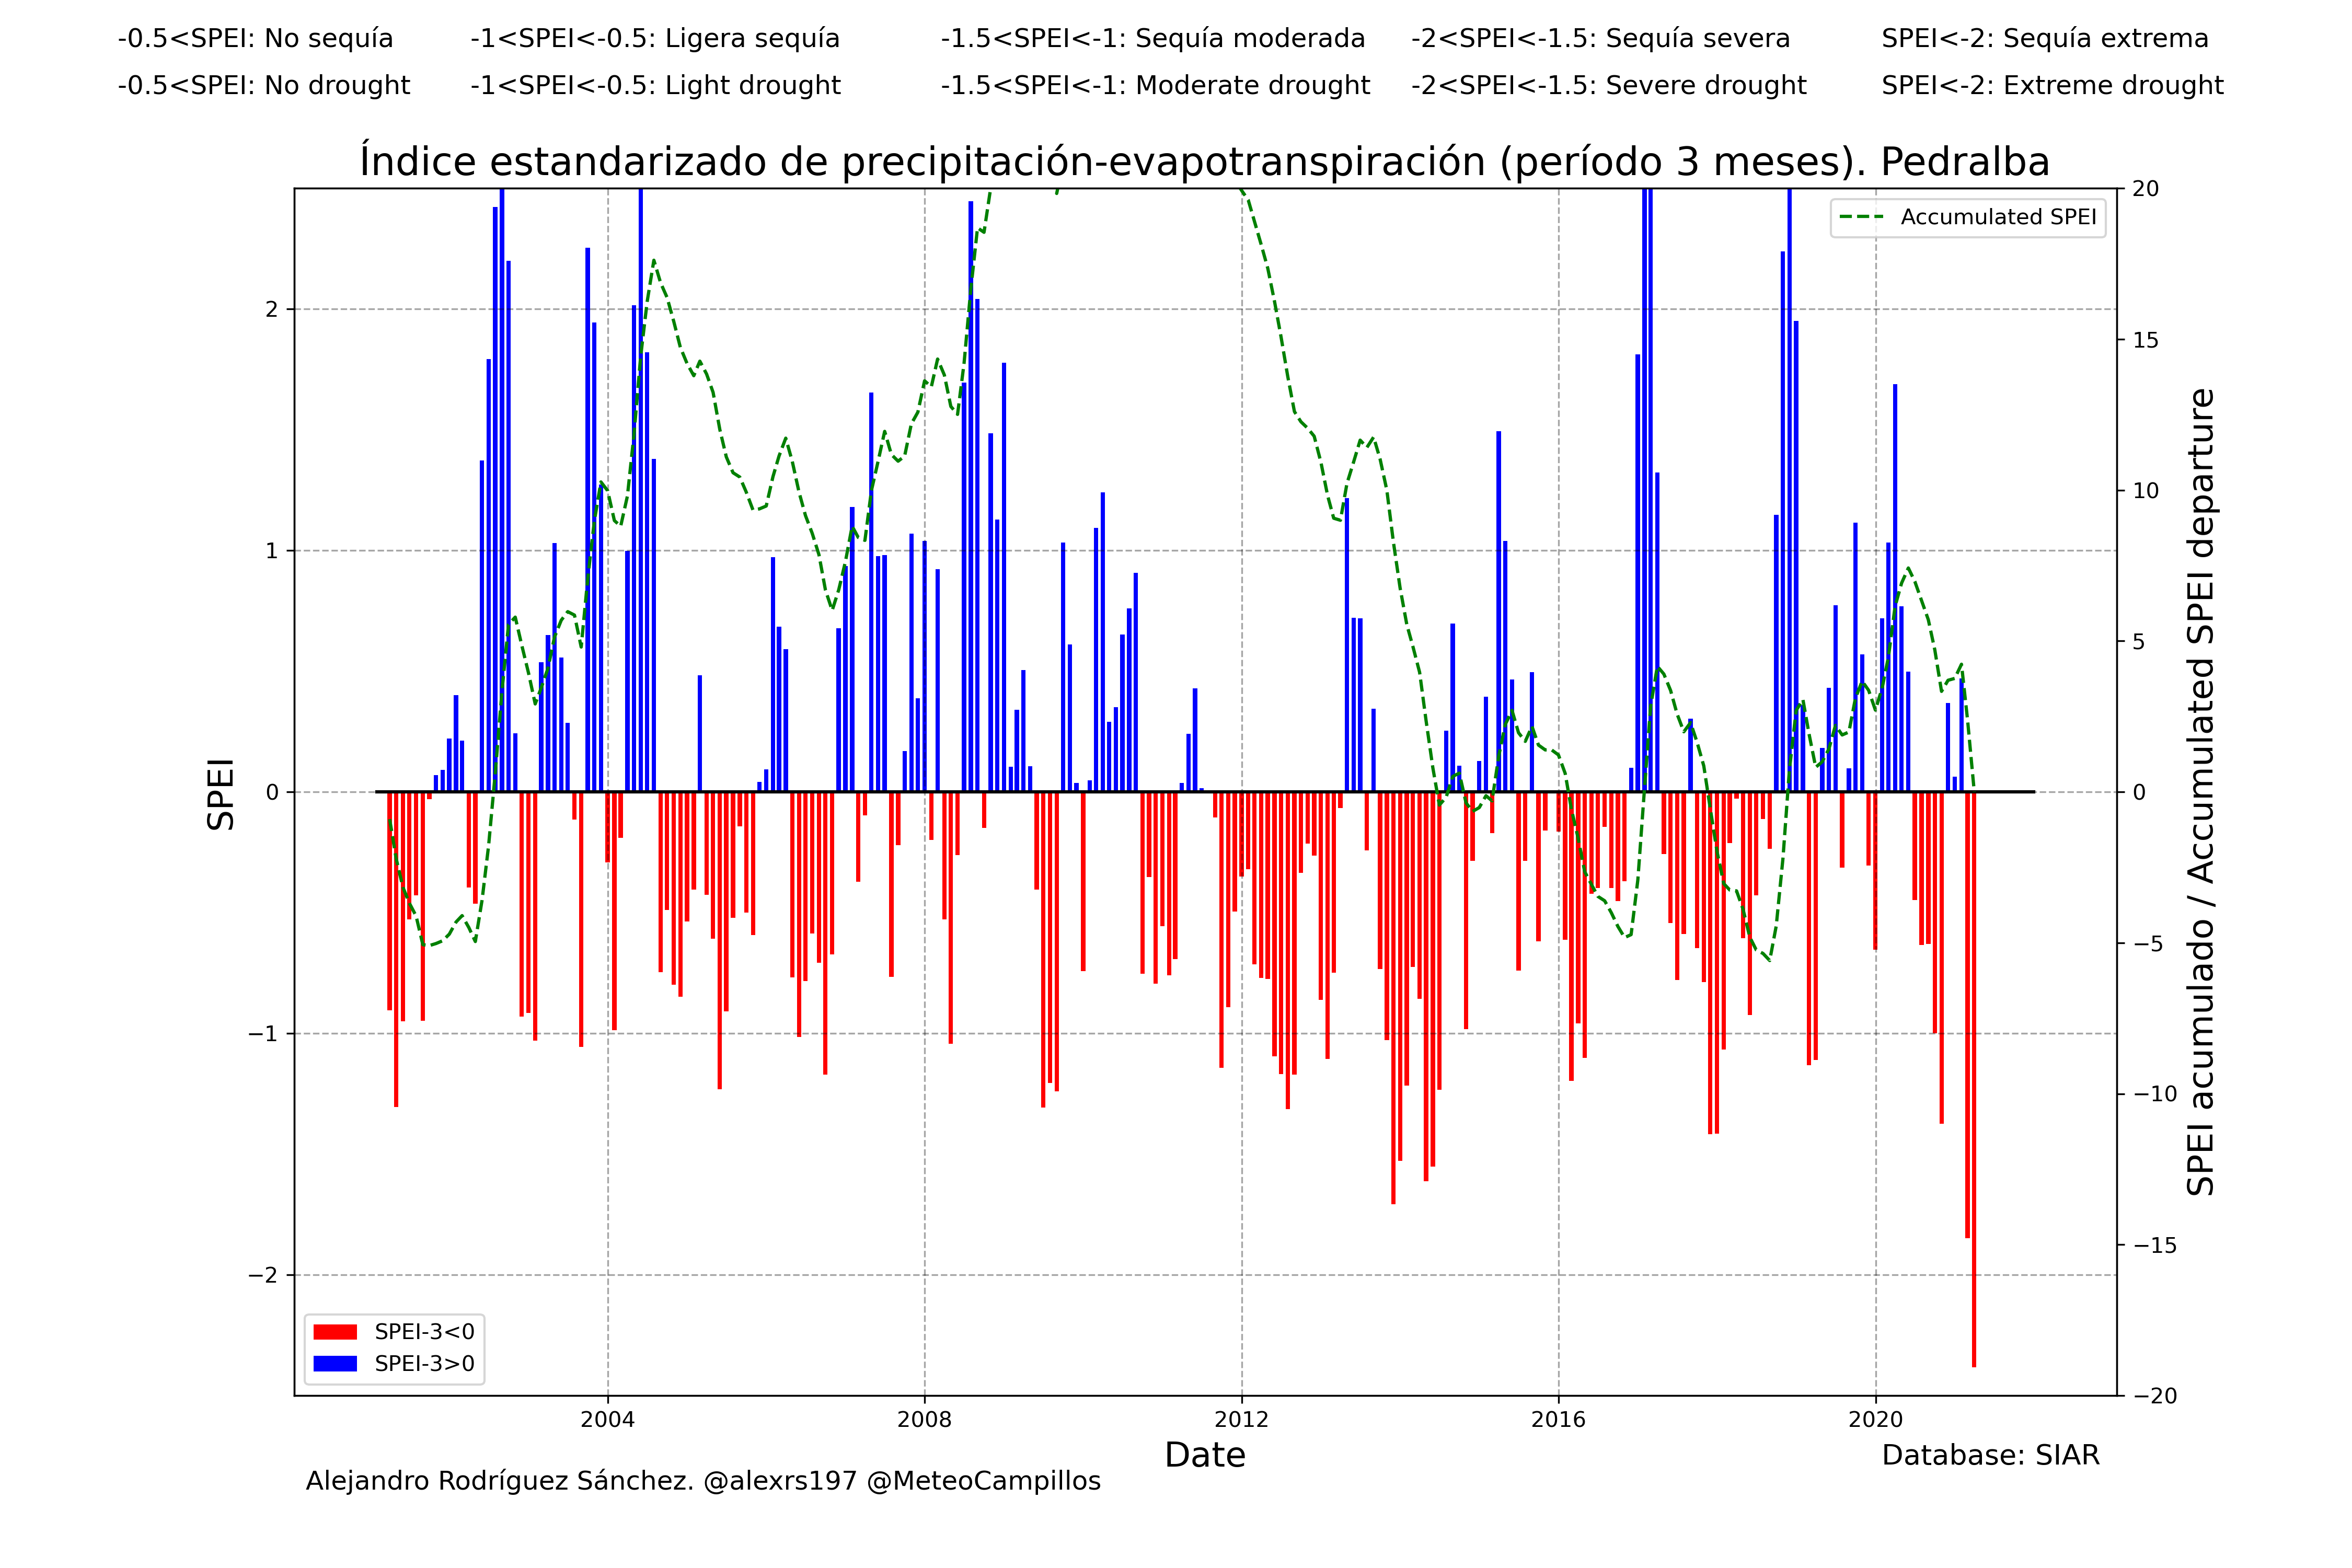 -0.5<SPEI: No sequía -1<SPEI<-0.5: Ligera sequía -1.5<SPEI<-1: Sequía moderada -2<SPEI<-1.5: Sequía severa SPEI<-2: Sequía extrema
-0.5<SPEI: No drought -1<SPEI<-0.5: Light drought -1.5<SPEI<-1: Moderate drought -2<SPEI<-1.5: Severe drought SPEI<-2: Extreme drought
Índice estandarizado de precipitación-evapotranspiración (período 3 meses). Pedralba
Accumulated SPEI
SPEI
2
1
0
−1
−2
20
15
10
5
0
−5
−10
−15
−20
SPEI acumulado / Accumulated SPEI departure
SPEI-3<0
SPEI-3>0
2004 2008 2012 2016 2020
Date
Database: SIAR
Alejandro Rodríguez Sánchez. @alexrs197 @MeteoCampillos